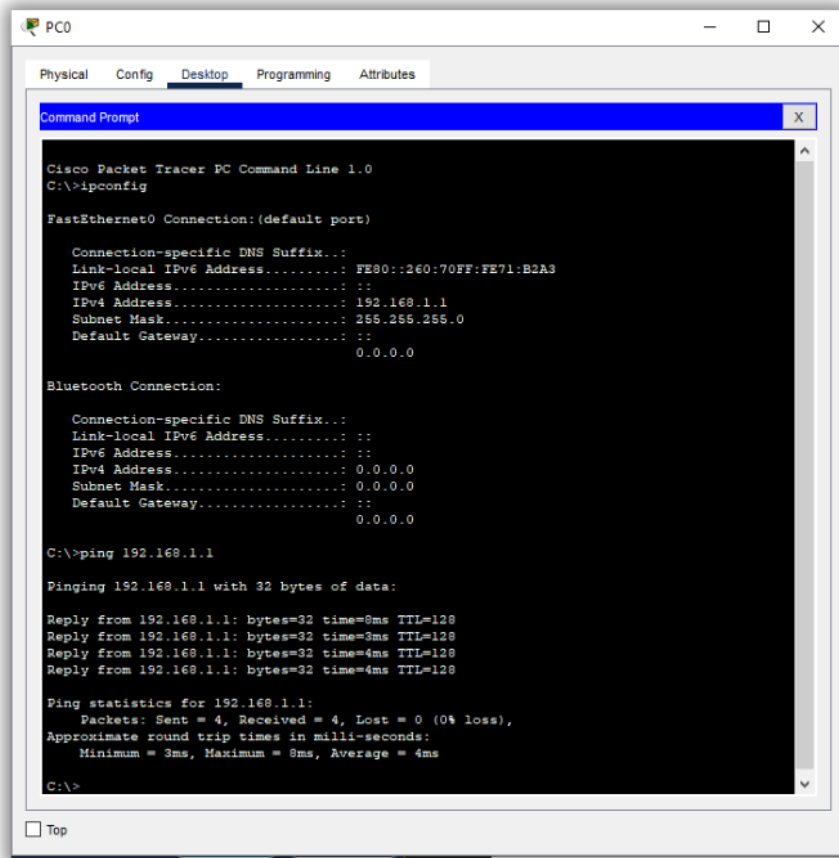 PC0
Physical Config Desktop Programming Attributes
Command Prompt
X
Cisco Packet Tracer PC Command Line 1.0
C:\>ipconfig
FastEthernet0 Connection:(default port)
Connection-specific DNS Suffix..:
Link-local IPv6 Address.........: FE80::260:70FF:FE71:B2A3
IPv6 Address....................: ::
IPv4 Address....................: 192.168.1.1
Subnet Mask.....................: 255.255.255.0
Default Gateway.................: ::
0.0.0.0
Bluetooth Connection:
Connection-specific DNS Suffix..:
Link-local IPv6 Address.........: ::
IPv6 Address....................: ::
IPv4 Address....................: 0.0.0.0
Subnet Mask.....................: 0.0.0.0
Default Gateway.................: ::
0.0.0.0
C:\>ping 192.168.1.1
Pinging 192.168.1.1 with 32 bytes of data:
Reply from 192.168.1.1: bytes=32 time=8ms TTL=128
Reply from 192.168.1.1: bytes=32 time=3ms TTL=128
Reply from 192.168.1.1: bytes=32 time=4ms TTL=128
Reply from 192.168.1.1: bytes=32 time=4ms TTL=128
Ping statistics for 192.168.1.1:
Packets: Sent = 4, Received = 4, Lost = 0 (0% loss),
Approximate round trip times in milli-seconds:
Minimum = 3ms, Maximum = 8ms, Average = 4ms
C:\>
Top